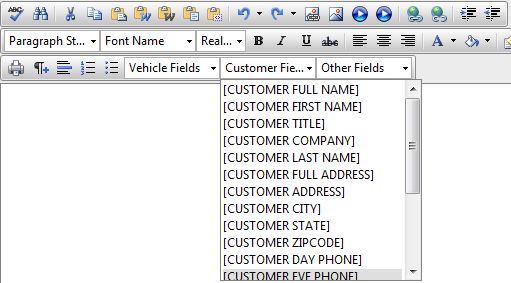 ABC
Paragraph St... Font Name Real... B I U abc A
Vehicle Fields Customer Fie... Other Fields
[CUSTOMER FULL NAME]
[CUSTOMER FIRST NAME]
[CUSTOMER TITLE]
[CUSTOMER COMPANY]
[CUSTOMER LAST NAME]
[CUSTOMER FULL ADDRESS]
[CUSTOMER ADDRESS]
[CUSTOMER CITY]
[CUSTOMER STATE]
[CUSTOMER ZIPCODE]
[CUSTOMER DAY PHONE]
[CUSTOMER EVE PHONE]